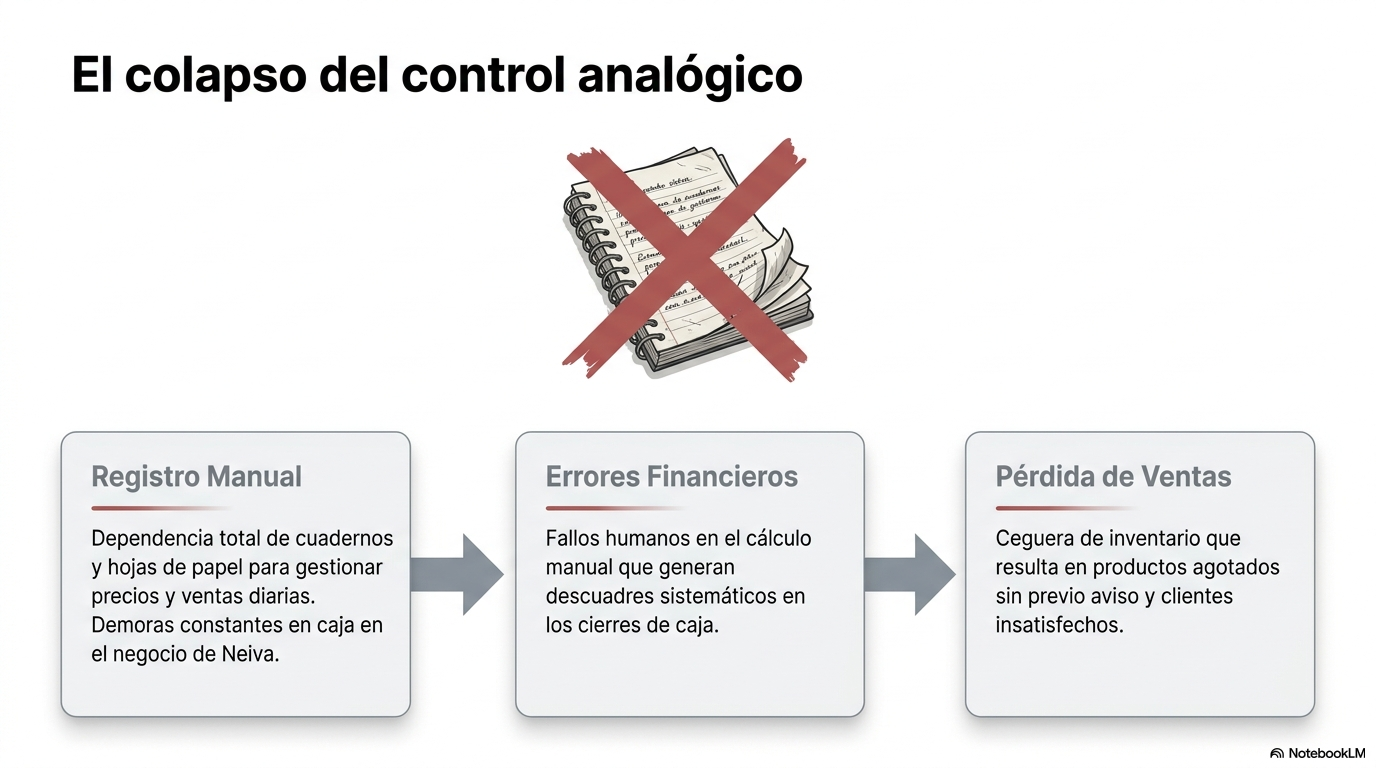 El colapso del control analógico
Registro Manual
Dependencia total de cuadernos
y hojas de papel para gestionar
precios y ventas diarias.
Demoras constantes en caja en
el negocio de Neiva.
Errores Financieros
Fallos humanos en el cálculo
manual que generan
descuadres sistemáticos en
los cierres de caja.
Pérdida de Ventas
Ceguera de inventario que
resulta en productos agotados
sin previo aviso y clientes
insatisfechos.
NotebookLM